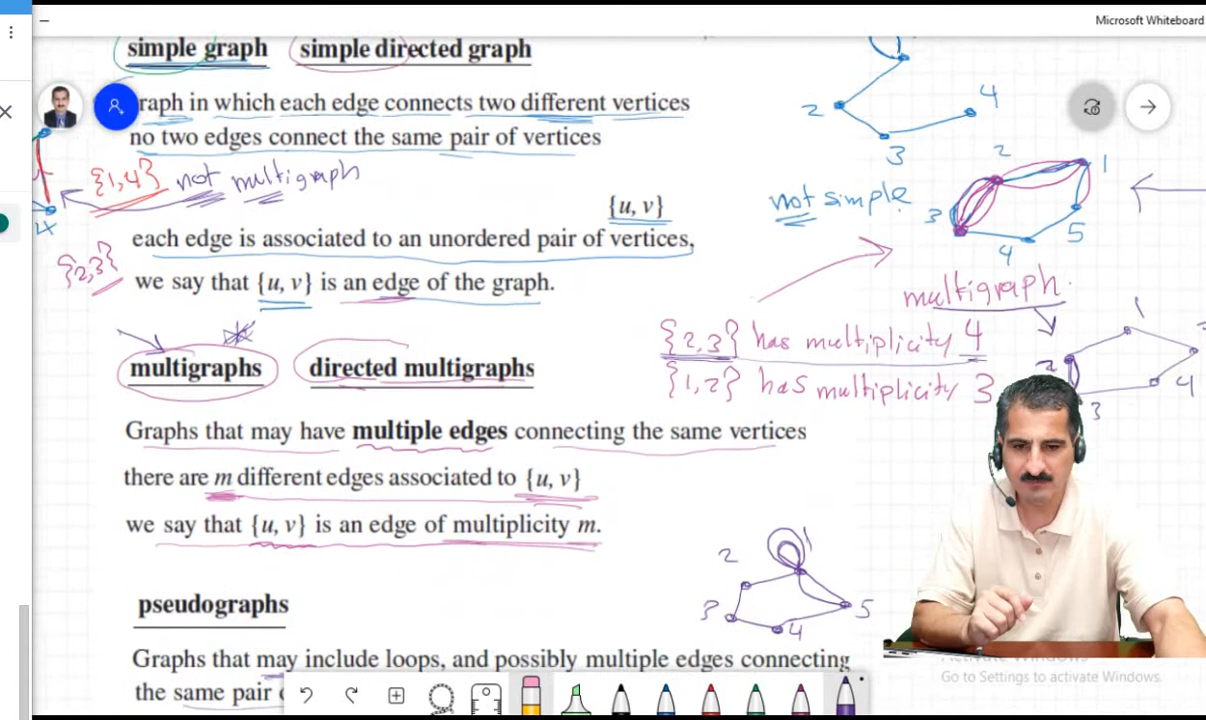 Microsoft Whiteboard
simple graph simple directed graph
raph in which each edge connects two different vertices
no two edges connect the same pair of vertices
{1,4} not multigraph
4
{u, v}
each edge is associated to an unordered pair of vertices,
{2,3}
we say that {u, v} is an edge of the graph.
2
4
3
2
1
not simple
3
5
4
multigraph
{2,3} has multiplicity 4
{1,2} has multiplicity 3
1
2
4
3
multigraphs directed multigraphs
Graphs that may have multiple edges connecting the same vertices
there are m different edges associated to {u, v}
we say that {u, v} is an edge of multiplicity m.
2
1
3
4
5
pseudographs
Graphs that may include loops, and possibly multiple edges connecting
the same pair
Activate Windows
Go to Settings to activate Windows.